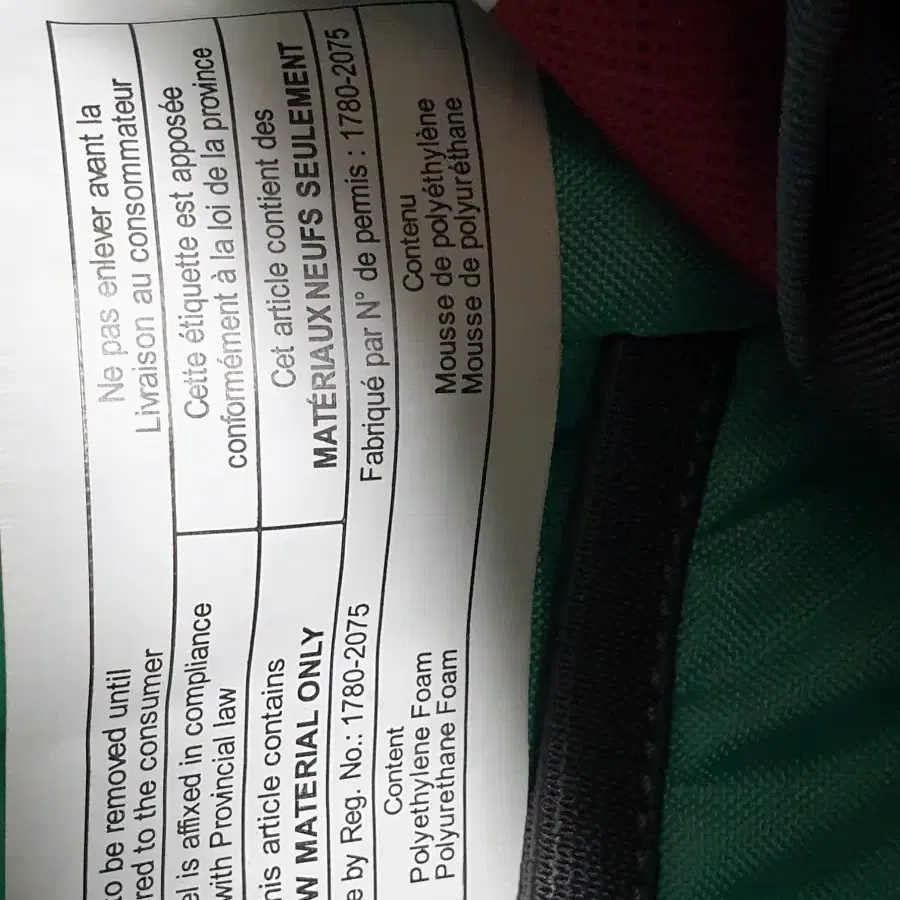 to be removed until
red to the consumer
el is affixed in compliance
with Provincial law
his article contains
W MATERIAL ONLY
e by Reg. No.: 1780-2075
Content
Polyethylene Foam
Polyurethane Foam
Ne pas enlever avant la
Livraison au consommateur
Cette étiquette est apposée
conformément à la loi de la province
Cet article contient des
MATÉRIAUX NEUFS SEULEMENT
Fabriqué par N° de permis : 1780-2075
Contenu
Mousse de polyéthylène
Mousse de polyuréthane